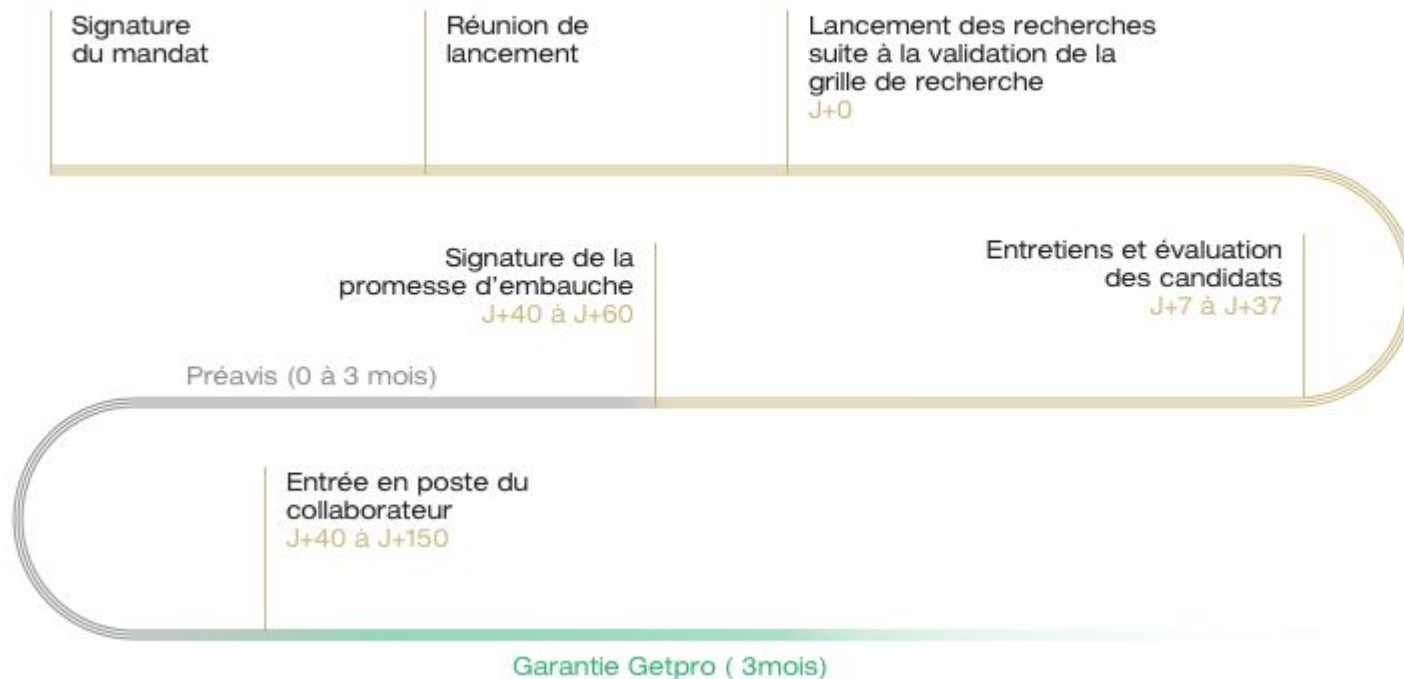 Signature
du mandat
Réunion de
lancement
Lancement des recherches
suite à la validation de la
grille de recherche
J+0
Entretiens et évaluation
des candidats
J+7 à J+37
Signature de la
promesse d'embauche
J+40 à J+60
Préavis (0 à 3 mois)
Entrée en poste du
collaborateur
J+40 à J+150
Garantie Getpro ( 3mois)